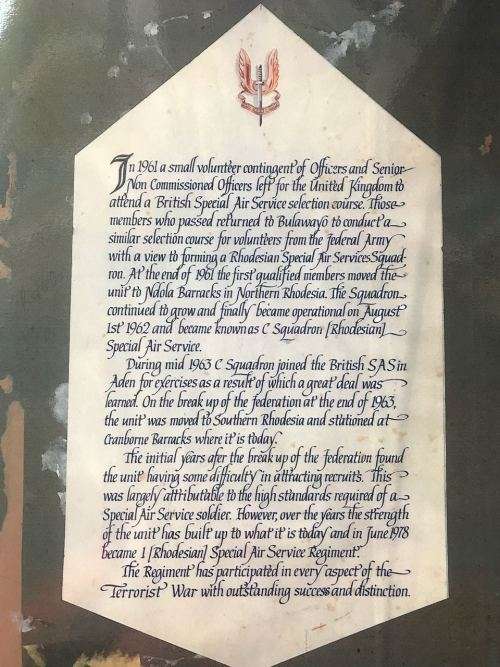 In 1961 a small volunteer contingent of Officers and Senior
Non Commissioned Officers left for the United Kingdom to
attend a British Special Air Service selection course. Those
members who passed returned to Bulawayo to conduct a
similar selection course for volunteers from the federal Army
with a view to forming a Rhodesian Special Air Services Squad-
ron. At the end of 1961 the first qualified members moved the
unit to Ndola Barracks in Northern Rhodesia. The Squadron
continued to grow and finally became operational on August
1st 1962 and became known as C Squadron [Rhodesian]
Special Air Service.
During mid 1963 C Squadron joined the British SAS in
Aden for exercises as a result of which a great deal was
learned. On the break up of the federation at the end of 1963,
the unit was moved to Southern Rhodesia and stationed at
Cranborne Barracks where it is today.
The initial years afer the break up of the federation found
the unit having some difficulty in attracting recruits. This
was largely attributable to the high standards required of a
Special Air Service soldier. However, over the years the strength
of the unit has built up to what it is today and in June 1978
became 1 [Rhodesian] Special Air Service Regiment.
The Regiment has participated in every aspect of the
Terrorist War with outstanding success and distinction.